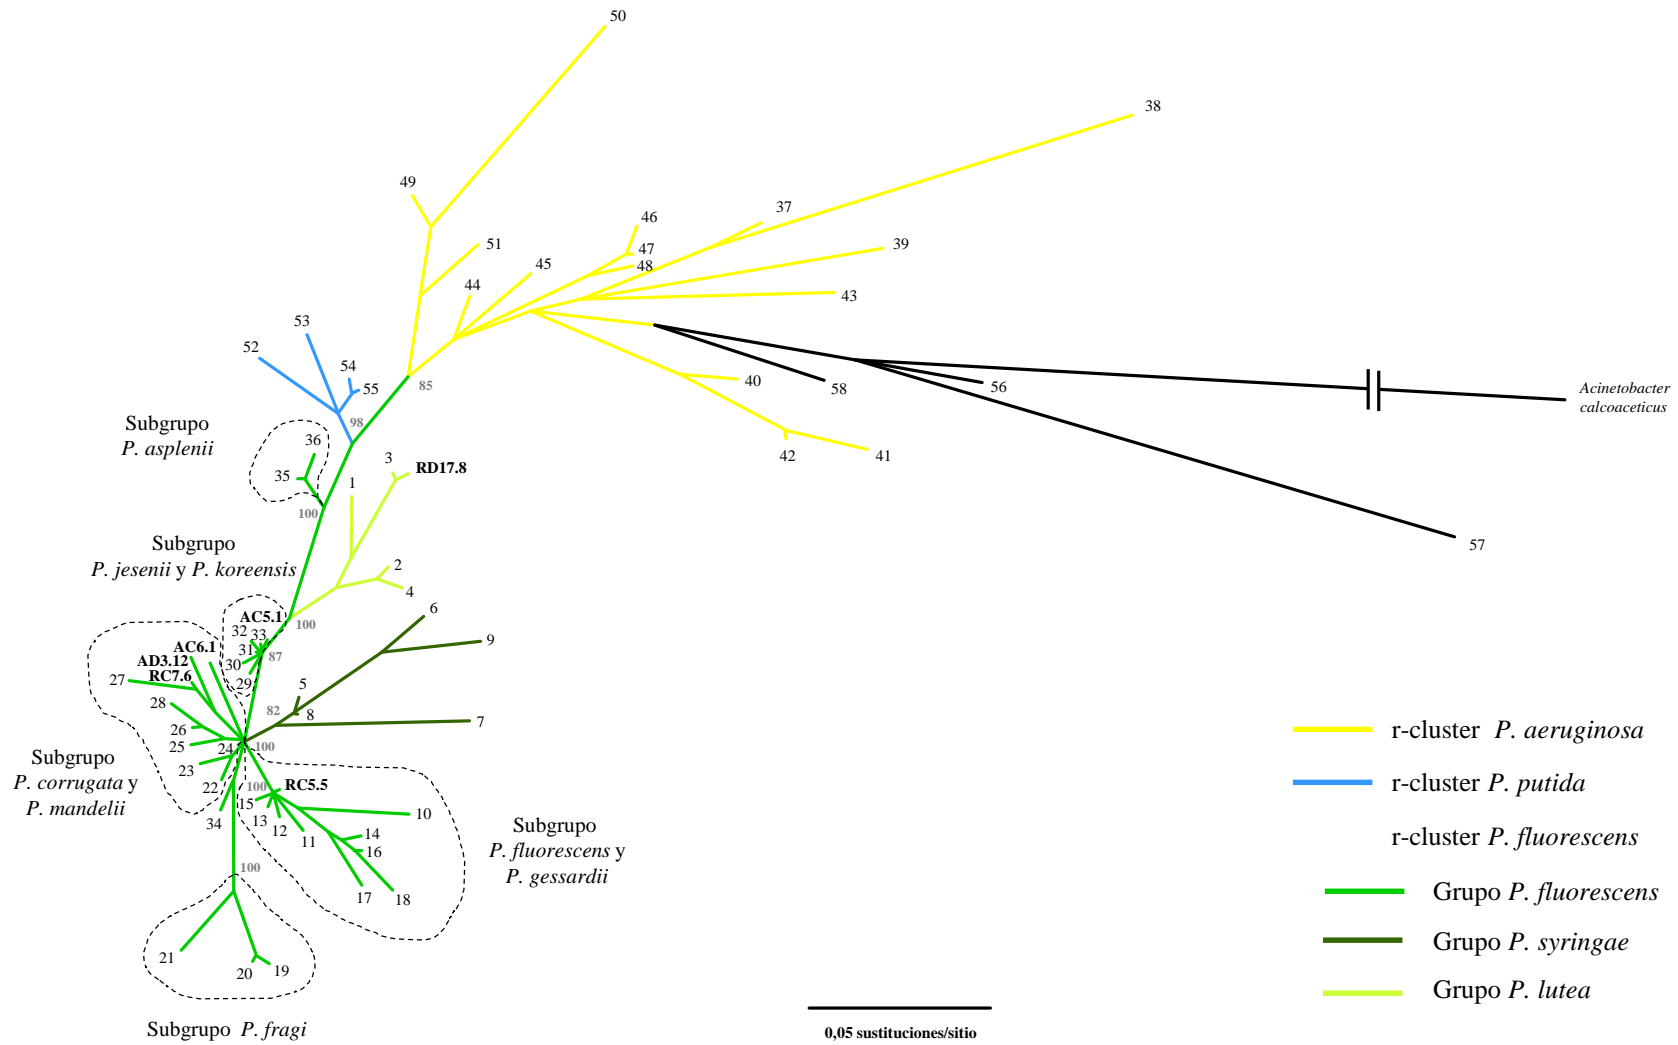 50
38
49
37
46
51
47
39
45
48
44
43
53
52
54
55
85
40
58
56
Acinetobacter
calcoaceticus
98
Subgrupo
P. asplenii
36
35
3
RD17.8
42
41
1
100
57
Subgrupo
P. jesenii y P. koreensis
2
4
AC5.1
6
100
32
33
AC6.1
31
9
AD3.12
30
87
RC7.6
27
29
5
28
82
8
7
26
25
24
100
r-cluster P. aeruginosa
23
Subgrupo
P. corrugata y
P. mandelii
22
100
RC5.5
r-cluster P. putida
15
34
13
12
11
10
14
16
Subgrupo
P. fluorescens y
P. gessardii
r-cluster P. fluorescens
100
17
18
Grupo P. fluorescens
Grupo P. syringae
21
20
19
Grupo P. lutea
Subgrupo P. fragi
0,05 sustituciones/sitio